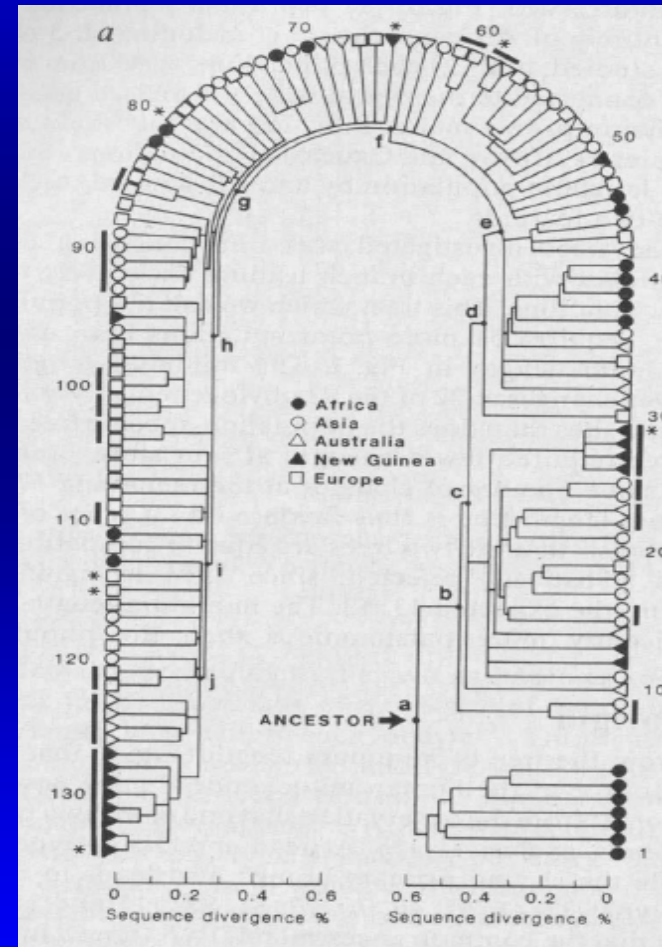 a
70
*
60
*
80 *
50
f
g
e
90
40
d
h
100
30
*
● Africa
○ Asia
△ Australia
▲ New Guinea
□ Europe
c
110
i
20
b
*
*
120
j
10
a
ANCESTOR
130
*
1
0 0.2 0.4 0.6
Sequence divergence %
0.6 0.4 0.2 0
Sequence divergence %